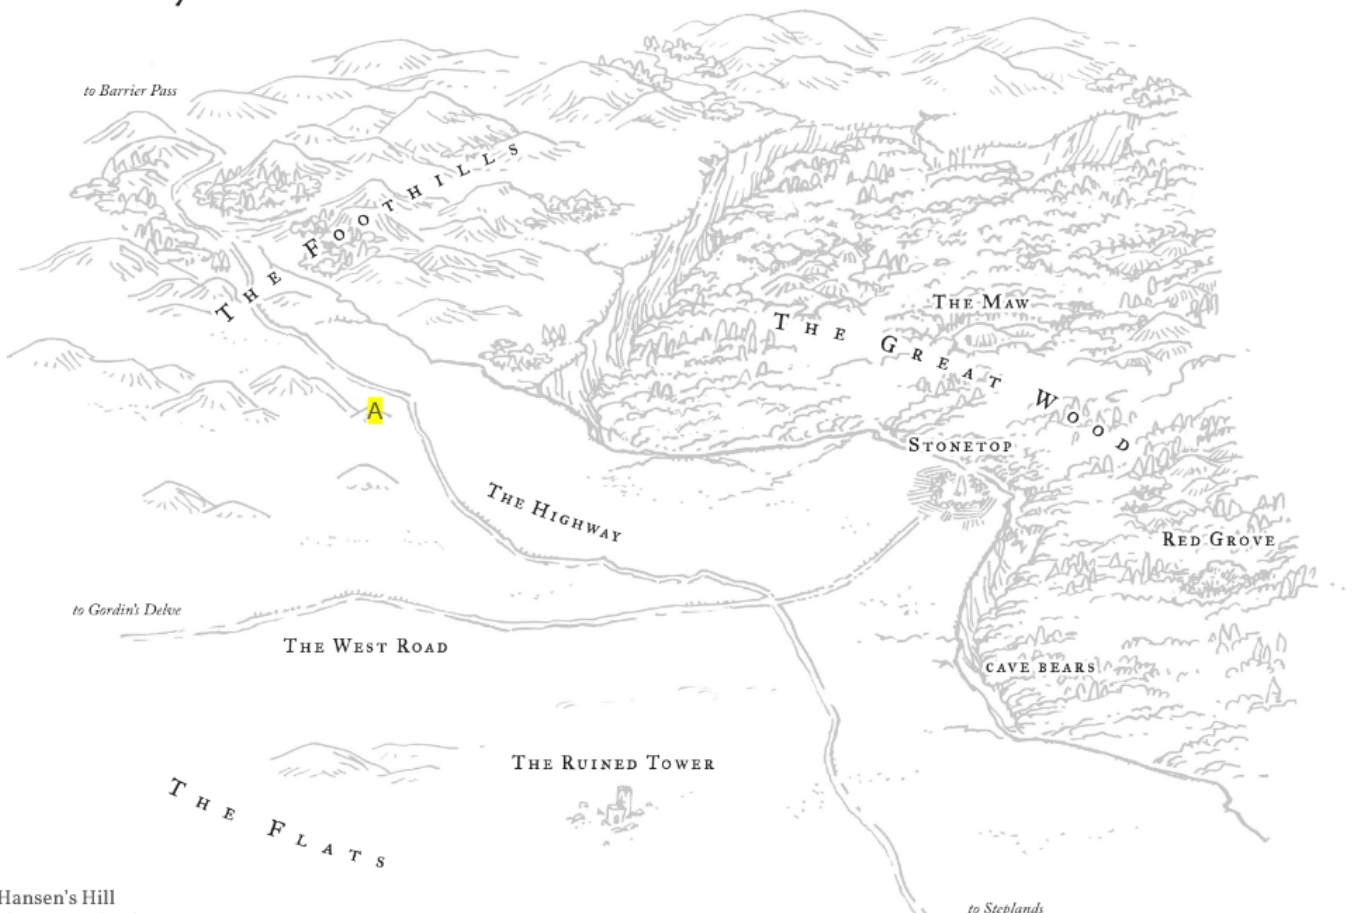 to Barrier Pass
The Foothills
The Maw
The Great Wood
A
Stonetop
The Highway
Red Grove
to Gordin's Delve
The West Road
cave bears
The Ruined Tower
The Flats
Hansen's Hill
to Steplands